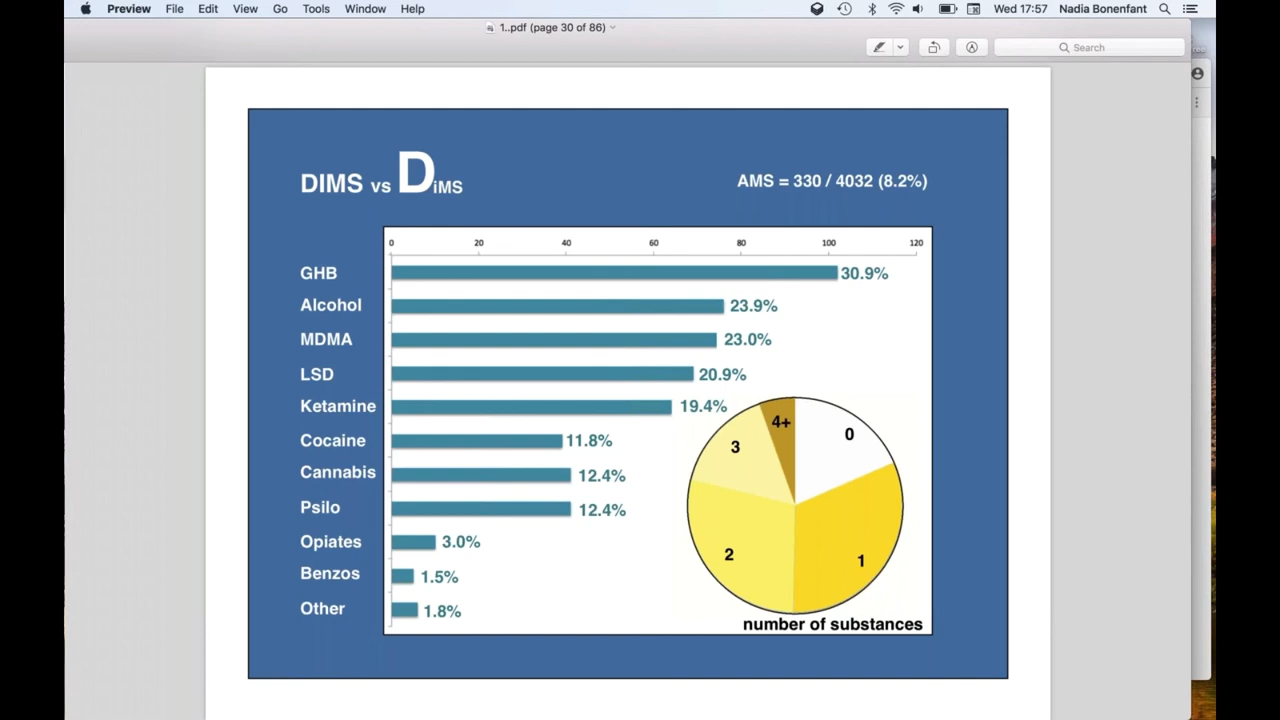 Preview File Edit View Go Tools Window Help Wed 17:57 Nadia Bonenfant
1..pdf (page 30 of 86)
Search
DIMS vs DiMS
AMS = 330 / 4032 (8.2%)
0 20 40 60 80 100 120
GHB 30.9%
Alcohol 23.9%
MDMA 23.0%
LSD 20.9%
Ketamine 19.4%
Cocaine 11.8%
Cannabis 12.4%
Psilo 12.4%
Opiates 3.0%
Benzos 1.5%
Other 1.8%
4+
0
3
2
1
number of substances